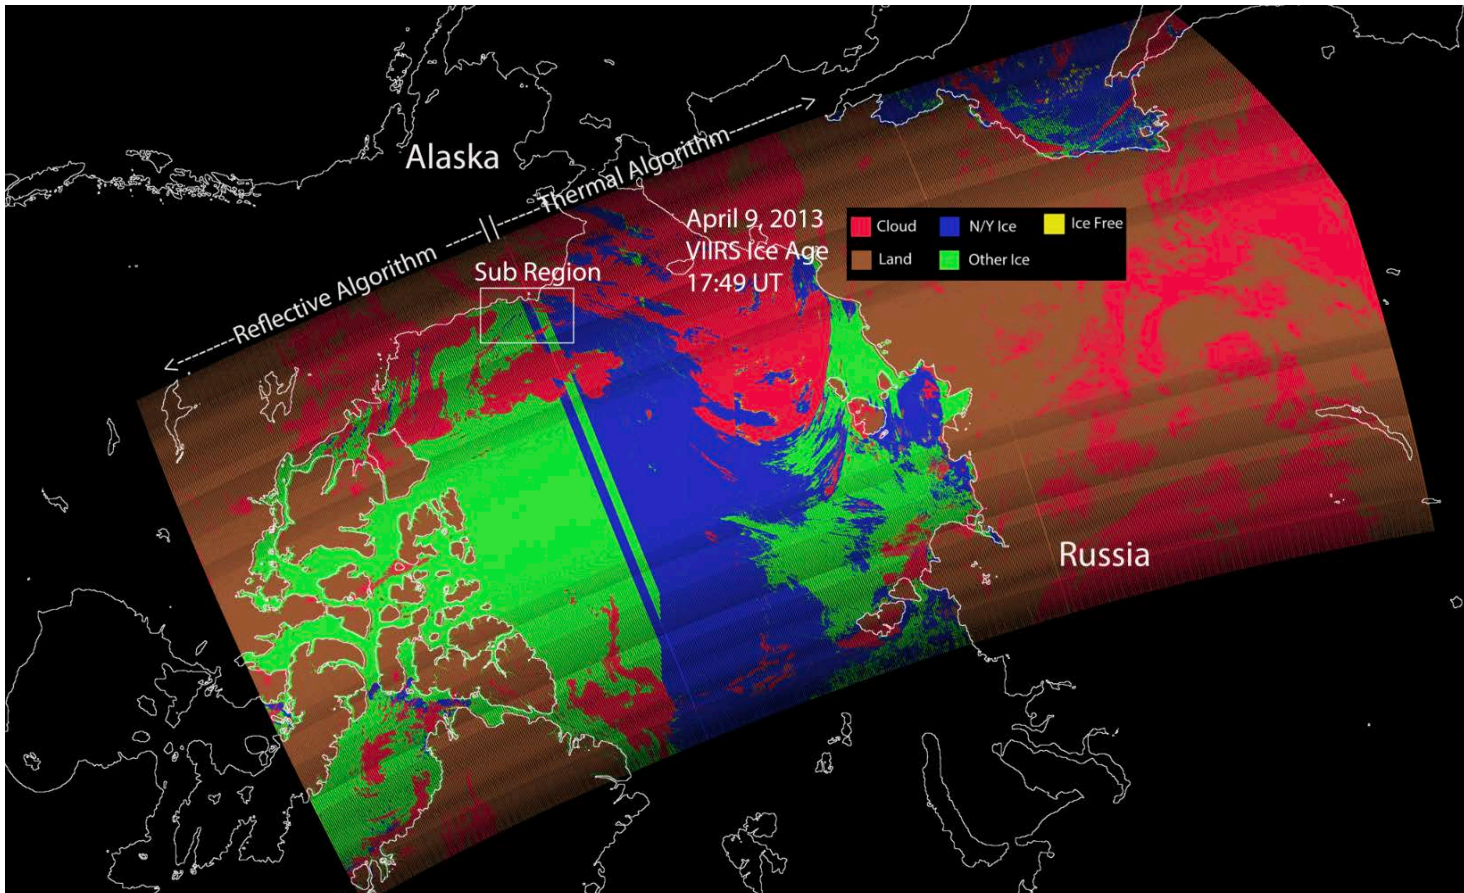 Alaska
Thermal Algorithm
Reflective Algorithm
Sub Region
April 9, 2013
VIIRS Ice Age
17:49 UT
Cloud
N/Y Ice
Ice Free
Land
Other Ice
Russia